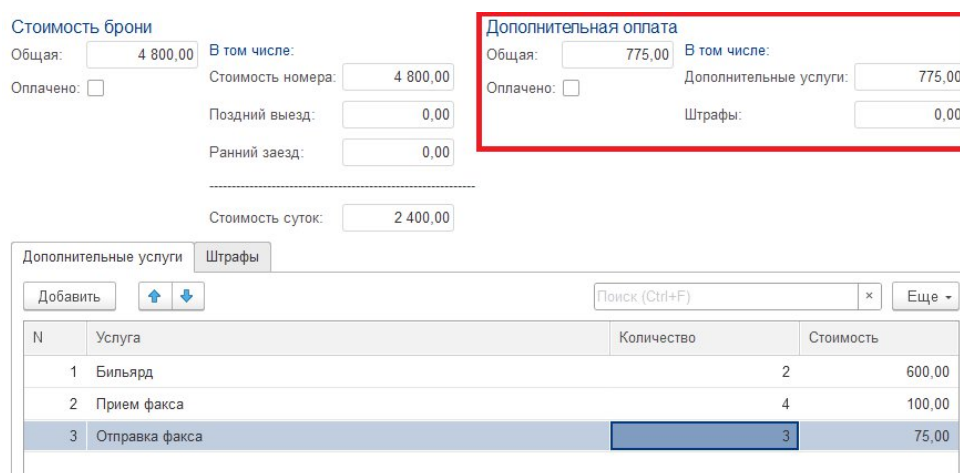 Стоимость брони
Общая: 4 800,00 В том числе:
Оплачено: Стоимость номера: 4 800,00
Поздний выезд: 0,00
Ранний заезд: 0,00
Стоимость суток: 2 400,00
Дополнительная оплата
Общая: 775,00 В том числе:
Оплачено: Дополнительные услуги: 775,00
Штрафы: 0,00
Дополнительные услуги Штрафы
Добавить Поиск (Ctrl+F) × Еще
N Услуга Количество Стоимость
1 Бильярд 2 600,00
2 Прием факса 4 100,00
3 Отправка факса 3 75,00